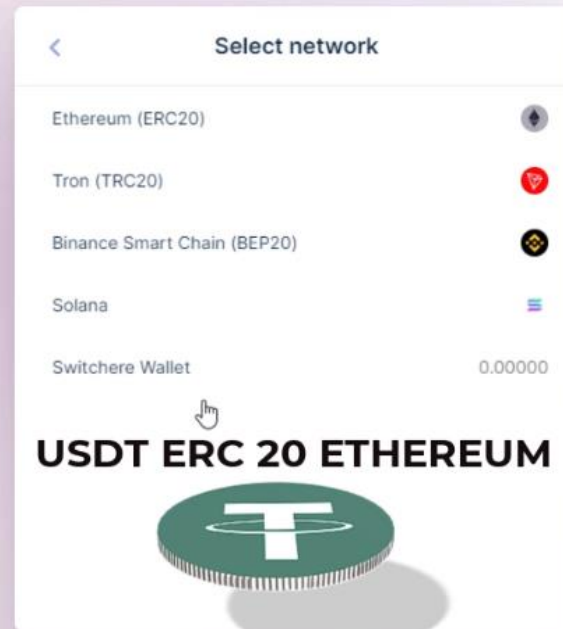 Select network
Ethereum (ERC20)
Tron (TRC20)
Binance Smart Chain (BEP20)
Solana
Switchere Wallet 0.00000
USDT ERC 20 ETHEREUM